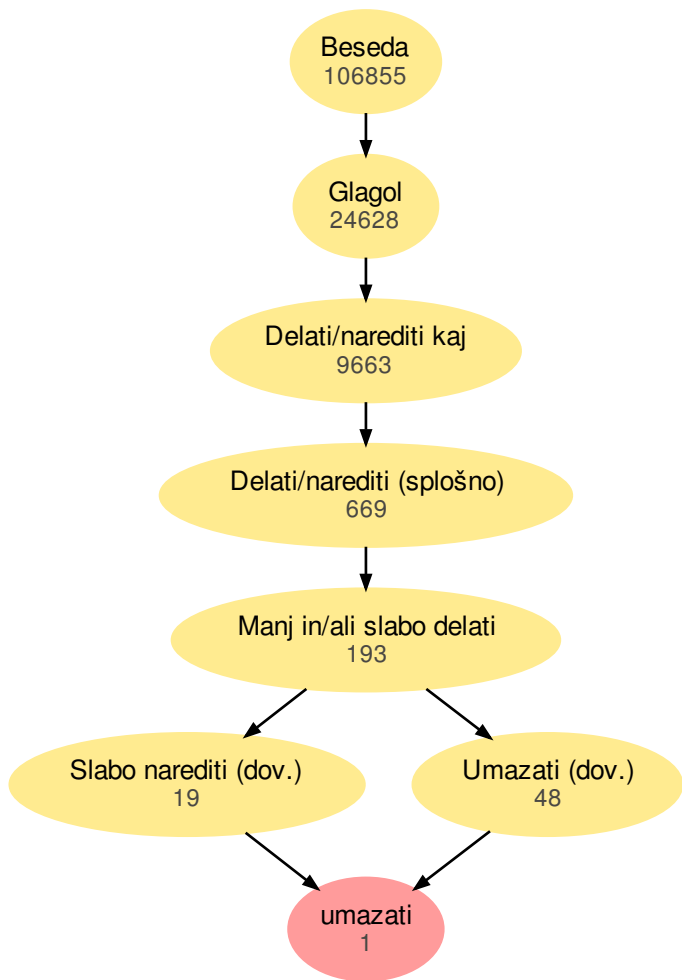 Beseda
106855
Glagol
24628
Delati/narediti kaj
9663
Delati/narediti (splošno)
669
Manj in/ali slabo delati
193
Slabo narediti (dov.)
19
Umazati (dov.)
48
umazati
1